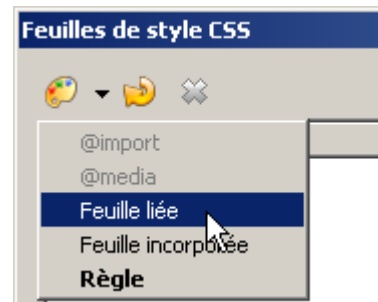 Feuilles de style CSS
@import
@media
Feuille liée
Feuille incorporée
Règle